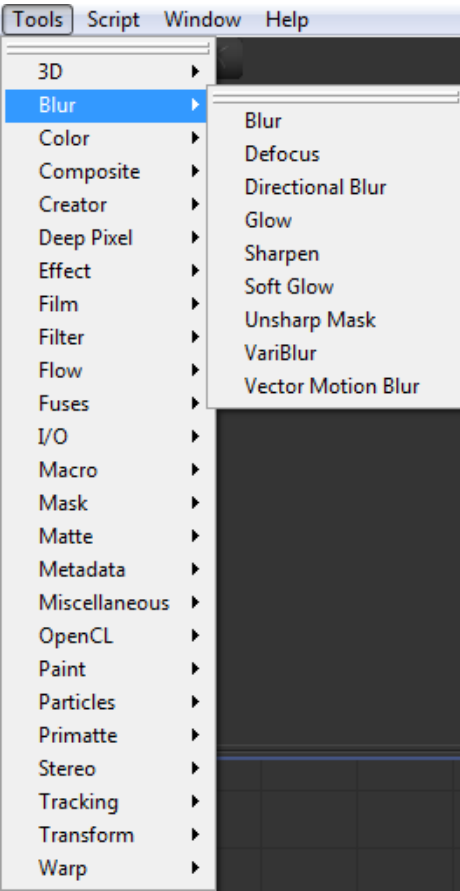 Tools Script Window Help
3D
Blur
Color
Composite
Creator
Deep Pixel
Effect
Film
Filter
Flow
Fuses
I/O
Macro
Mask
Matte
Metadata
Miscellaneous
OpenCL
Paint
Particles
Primatte
Stereo
Tracking
Transform
Warp
Blur
Defocus
Directional Blur
Glow
Sharpen
Soft Glow
Unsharp Mask
VariBlur
Vector Motion Blur